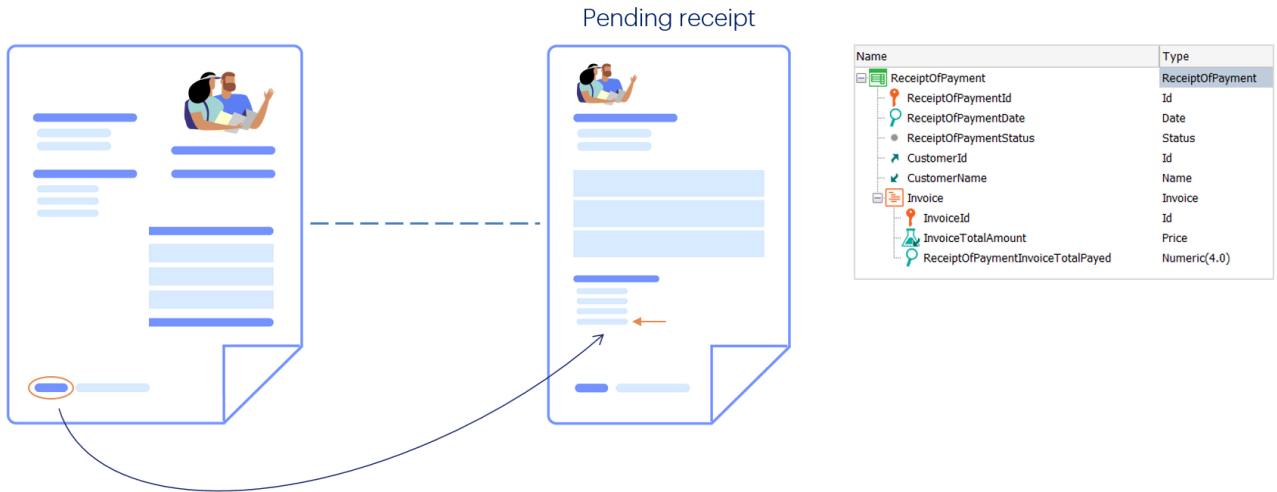 Pending receipt
Name Type
ReceiptOfPayment ReceiptOfPayment
ReceiptOfPaymentId Id
ReceiptOfPaymentDate Date
ReceiptOfPaymentStatus Status
CustomerId Id
CustomerName Name
Invoice Invoice
InvoiceId Id
InvoiceTotalAmount Price
ReceiptOfPaymentInvoiceTotalPayed Numeric(4.0)